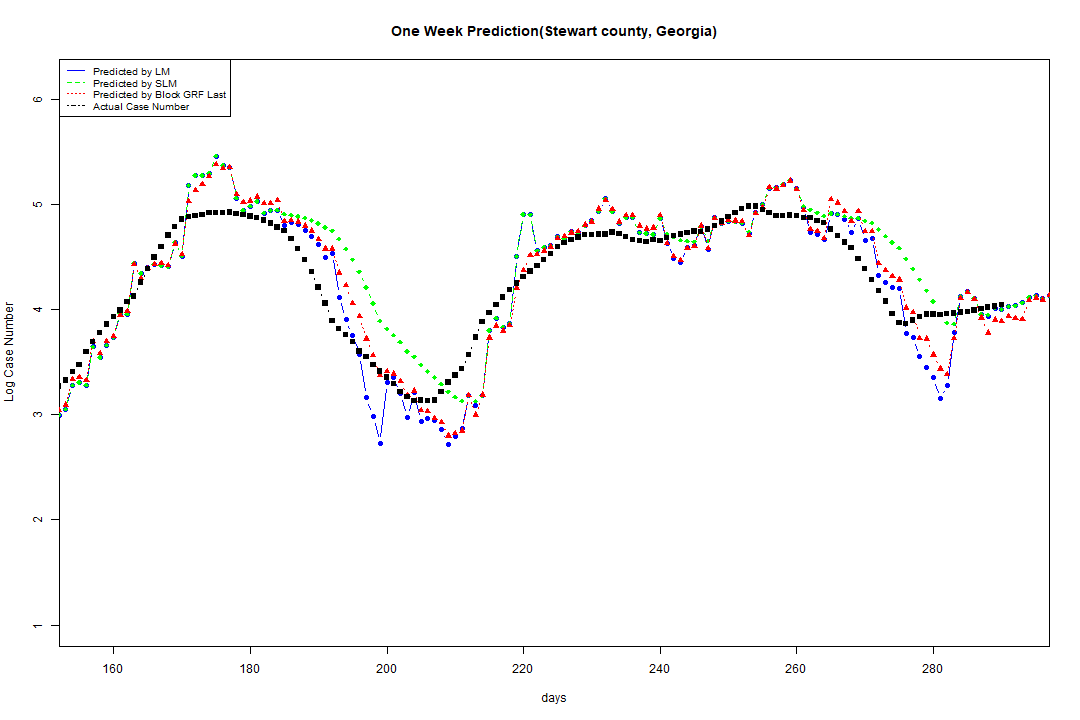 One Week Prediction(Stewart county, Georgia)
Predicted by LM
Predicted by SLM
Predicted by Block GRF Last
Actual Case Number
6
5
4
3
2
1
Log Case Number
160 180 200 220 240 260 280
days